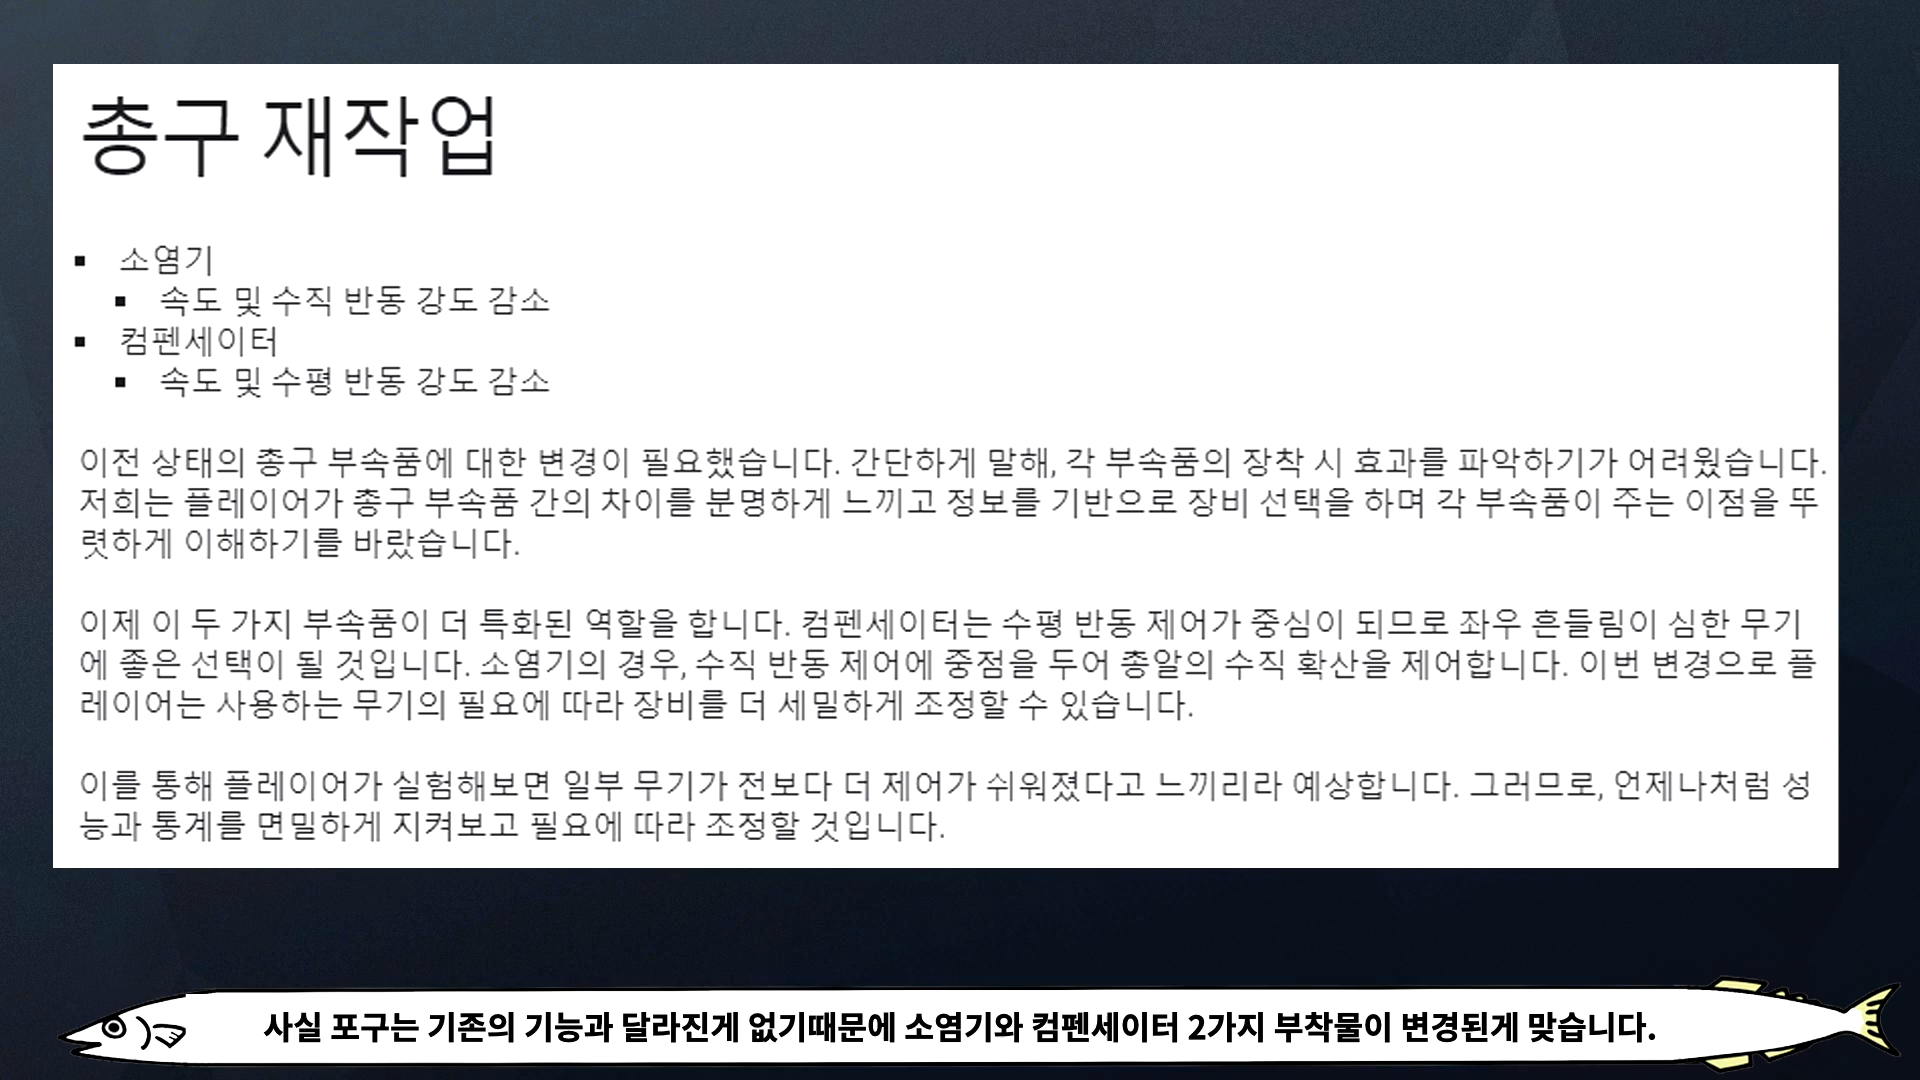 총구 재작업
▪ 소염기
▪ 속도 및 수직 반동 강도 감소
▪ 컴펜세이터
▪ 속도 및 수평 반동 강도 감소
이전 상태의 총구 부속품에 대한 변경이 필요했습니다. 간단하게 말해, 각 부속품의 장착 시 효과를 파악하기가 어려웠습니다.
저희는 플레이어가 총구 부속품 간의 차이를 분명하게 느끼고 정보를 기반으로 장비 선택을 하며 각 부속품이 주는 이점을 뚜
렷하게 이해하기를 바랐습니다.
이제 이 두 가지 부속품이 더 특화된 역할을 합니다. 컴펜세이터는 수평 반동 제어가 중심이 되므로 좌우 흔들림이 심한 무기
에 좋은 선택이 될 것입니다. 소염기의 경우, 수직 반동 제어에 중점을 두어 총알의 수직 확산을 제어합니다. 이번 변경으로 플
레이어는 사용하는 무기의 필요에 따라 장비를 더 세밀하게 조정할 수 있습니다.
이를 통해 플레이어가 실험해보면 일부 무기가 전보다 더 제어가 쉬워졌다고 느끼리라 예상합니다. 그러므로, 언제나처럼 성
능과 통계를 면밀하게 지켜보고 필요에 따라 조정할 것입니다.
사실 포구는 기존의 기능과 달라진게 없기때문에 소염기와 컴펜세이터 2가지 부착물이 변경된게 맞습니다.